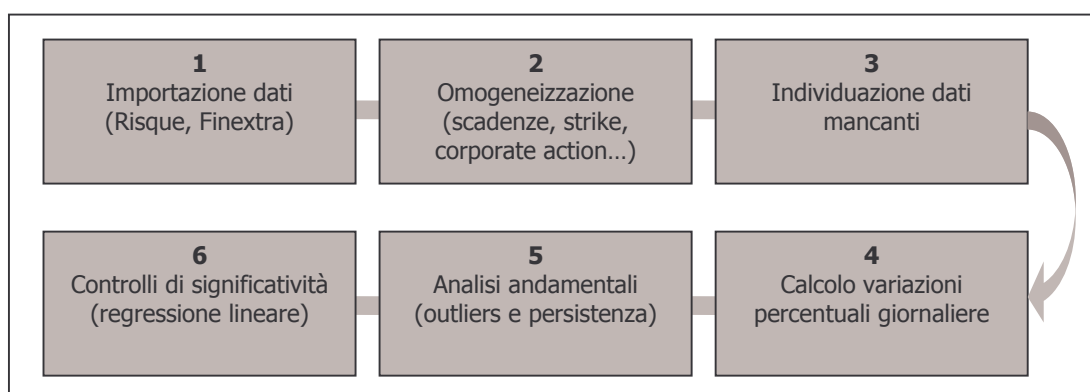 1
Importazione dati
(Risque, Finextra)
2
Omogeneizzazione
(scadenze, strike,
corporate action…)
3
Individuazione dati
mancanti
6
Controlli di significatività
(regressione lineare)
5
Analisi andamentali
(outliers e persistenza)
4
Calcolo variazioni
percentuali giornaliere